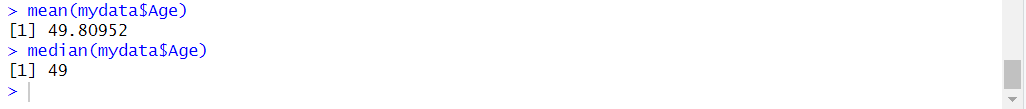 > mean(mydata$Age)
[1] 49.80952
> median(mydata$Age)
[1] 49
>